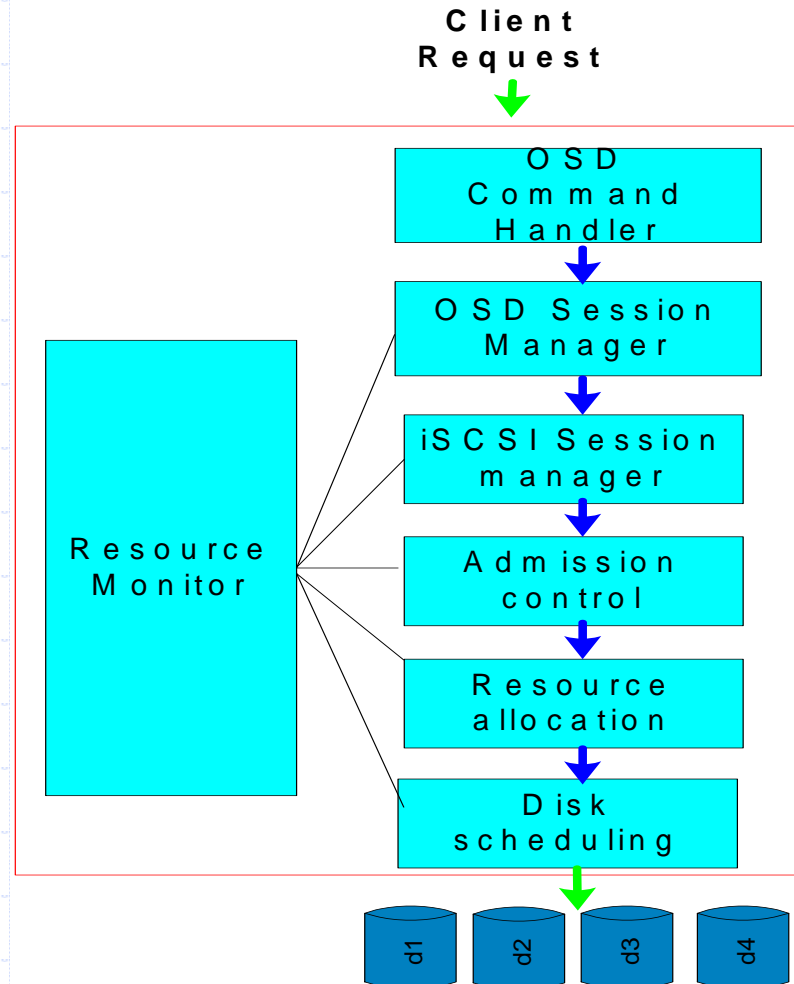 Client
Request
OSD
Command
Handler
OSD Session
Manager
iSCSI Session
manager
Resource
Monitor
Admission
control
Resource
allocation
Disk
scheduling
d1
d2
d3
d4